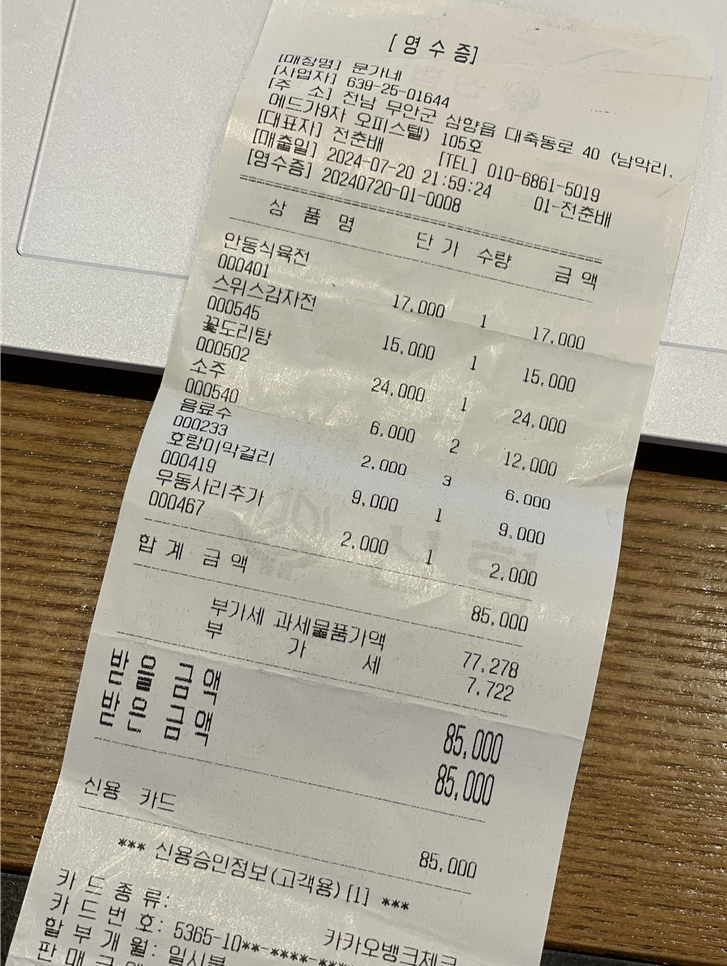 [영수증]
[매장명] 문가네
[사업자] 639-25-01644
[주 소] 전남 무안군 삼향읍 대죽동로 40 (남악리,
메드가9차 오피스텔) 105호
[대표자] 전춘배 [TEL] 010-6861-5019
[매출일] 2024-07-20 21:59:24 01-전춘배
[영수증] 20240720-01-0008
상 품 명 단 가 수량 금 액
안동식육전
000401 17,000 1 17,000
스위스감자전
000545 15,000 1 15,000
꽃도리탕
000502 24,000 1 24,000
소주
000540 6,000 2 12,000
음료수
000233 2,000 3 6,000
호랑이막걸리
000419 9,000 1 9,000
우동사리추가
000467 2,000 1 2,000
합 계 금 액 85,000
부가세 과세물품가액 77,278
부 가 세 7,722
받을 금액 85,000
받은 금액 85,000
신용 카드 85,000
*** 신용승인정보(고객용) [1] ***
카 드 종 류: 카카오뱅크체크
카 드 번 호: 5365-10**-****-***
할 부 개 월: 일시불
판 매 금 액